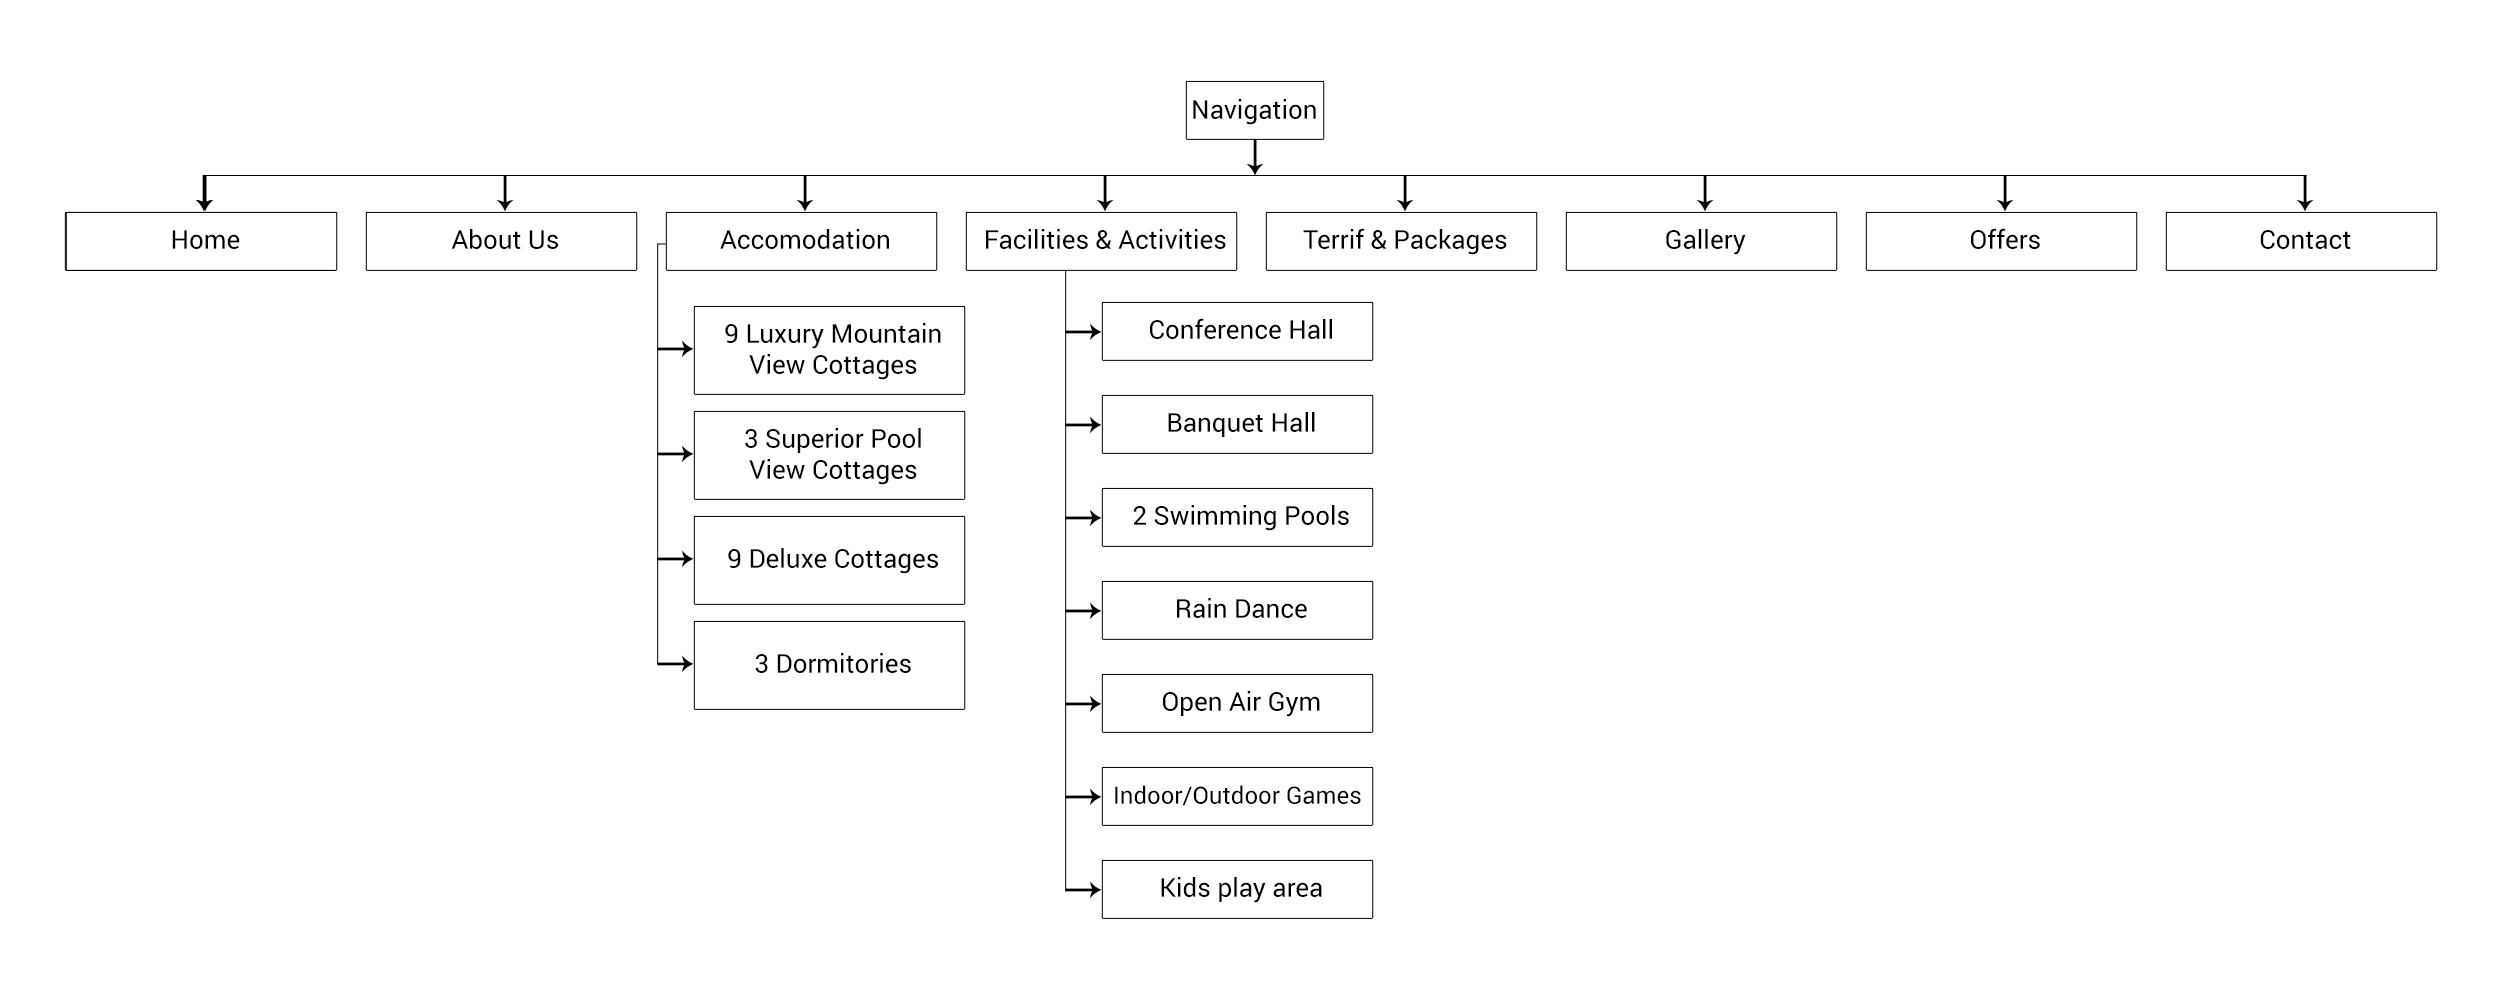 Navigation
Home
About Us
Accomodation
Facilities & Activities
Terrif & Packages
Gallery
Offers
Contact
9 Luxury Mountain
View Cottages
3 Superior Pool
View Cottages
9 Deluxe Cottages
3 Dormitories
Conference Hall
Banquet Hall
2 Swimming Pools
Rain Dance
Open Air Gym
Indoor/Outdoor Games
Kids play area